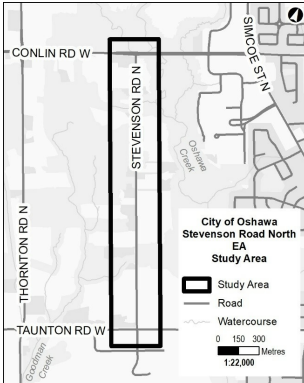 CONLIN RD W
SIMCOE ST N
STEVENSON RD N
Oshawa
Creek
THORNTON RD N
City of Oshawa
Stevenson Road North
EA
Study Area
Study Area
Road
Watercourse
0 150 300
Metres
1:22,000
TAUNTON RD W
Goodman
Creek